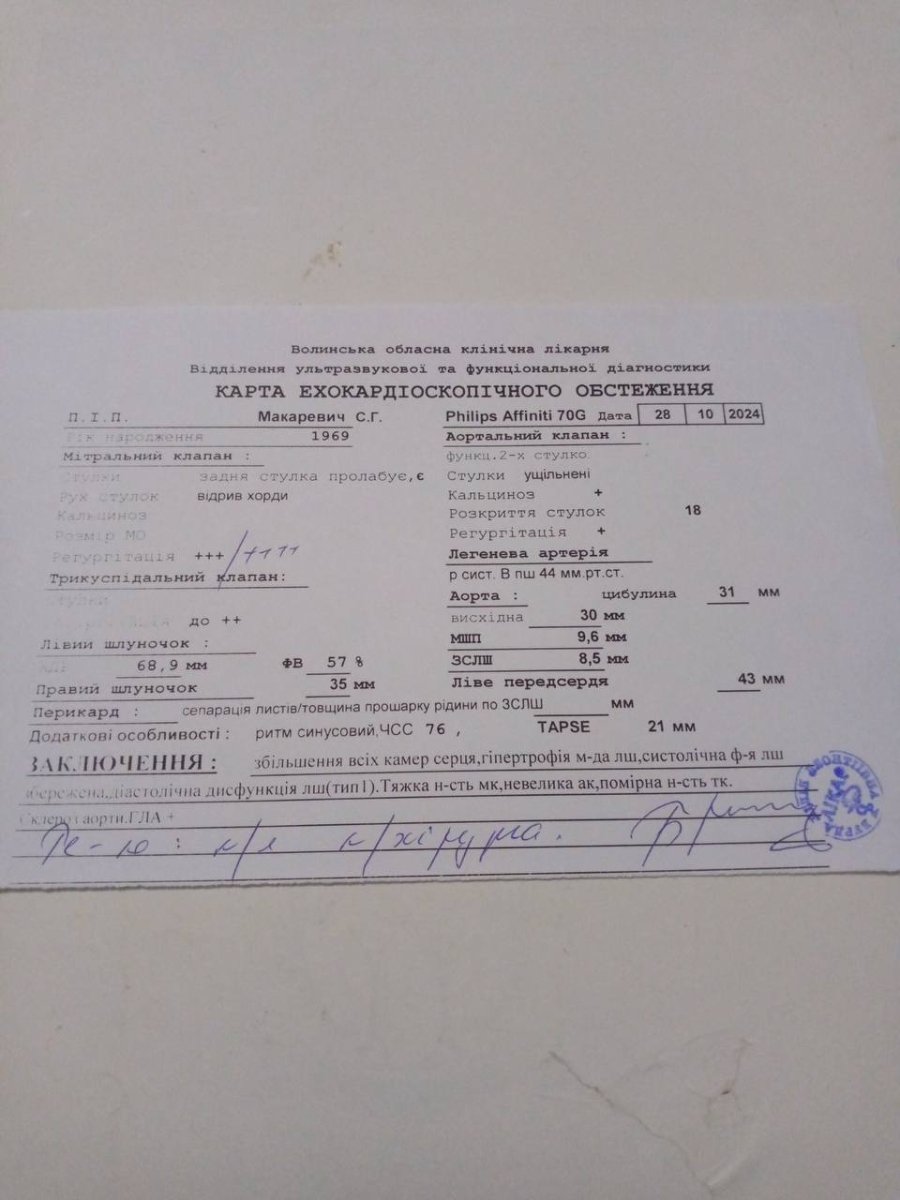 Волинська обласна клінічна лікарня
Відділення ультразвукової та функціональної діагностики
КАРТА ЕХОКАРДІОСКОПІЧНОГО ОБСТЕЖЕННЯ
П.І.П. Макаревич С.Г. Philips Affiniti 70G Дата 28 10 2024
Рік народження 1969 Аортальний клапан :
Мітральний клапан : функц.2-х стулко.
Стулки задня стулка пролабує,є Стулки ущільнені
Рух стулок відрив хорди Кальциноз +
Кальциноз Розкриття стулок 18
Розмір МО Регургітація +
Регургітація +++/++++ Легенева артерія
Трикуспідальний клапан: р сист. В пш 44 мм.рт.ст.
Стулки Аорта : цибулина 31 мм
до ++ висхідна 30 мм
Лівий шлуночок : МШП 9,6 мм
68,9 мм ФВ 57 % ЗСЛШ 8,5 мм
Правий шлуночок 35 мм Ліве передсердя 43 мм
Перикард : сепарація листів/товщина прошарку рідини по ЗСЛШ мм
Додаткові особливості: ритм синусовий,ЧСС 76 , TAPSE 21 мм
ЗАКЛЮЧЕННЯ : збільшення всіх камер серця,гіпертрофія м-да лш,систолічна ф-я лш
збережена,діастолічна дисфункція лш(тип1).Тяжка н-сть мк,невелика ак,помірна н-сть тк.
Склероз аорти.ГЛА +
к/хірурга.